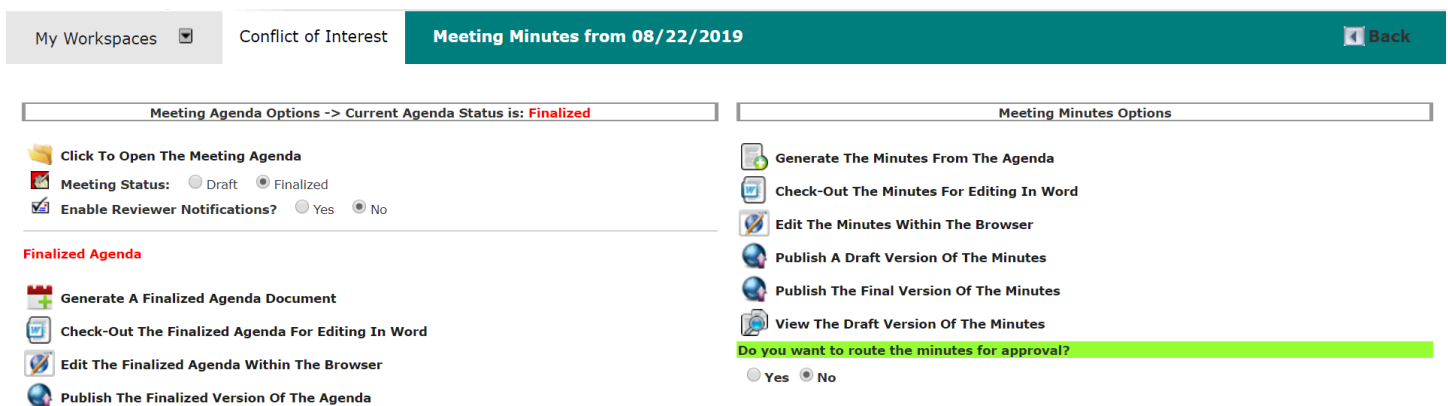 My Workspaces
Conflict of Interest
Meeting Minutes from 08/22/2019
Back
Meeting Agenda Options -> Current Agenda Status is: Finalized
Click To Open The Meeting Agenda
Meeting Status: Draft Finalized
Enable Reviewer Notifications? Yes No
Finalized Agenda
Generate A Finalized Agenda Document
Check-Out The Finalized Agenda For Editing In Word
Edit The Finalized Agenda Within The Browser
Publish The Finalized Version Of The Agenda
Meeting Minutes Options
Generate The Minutes From The Agenda
Check-Out The Minutes For Editing In Word
Edit The Minutes Within The Browser
Publish A Draft Version Of The Minutes
Publish The Final Version Of The Minutes
View The Draft Version Of The Minutes
Do you want to route the minutes for approval?
Yes No